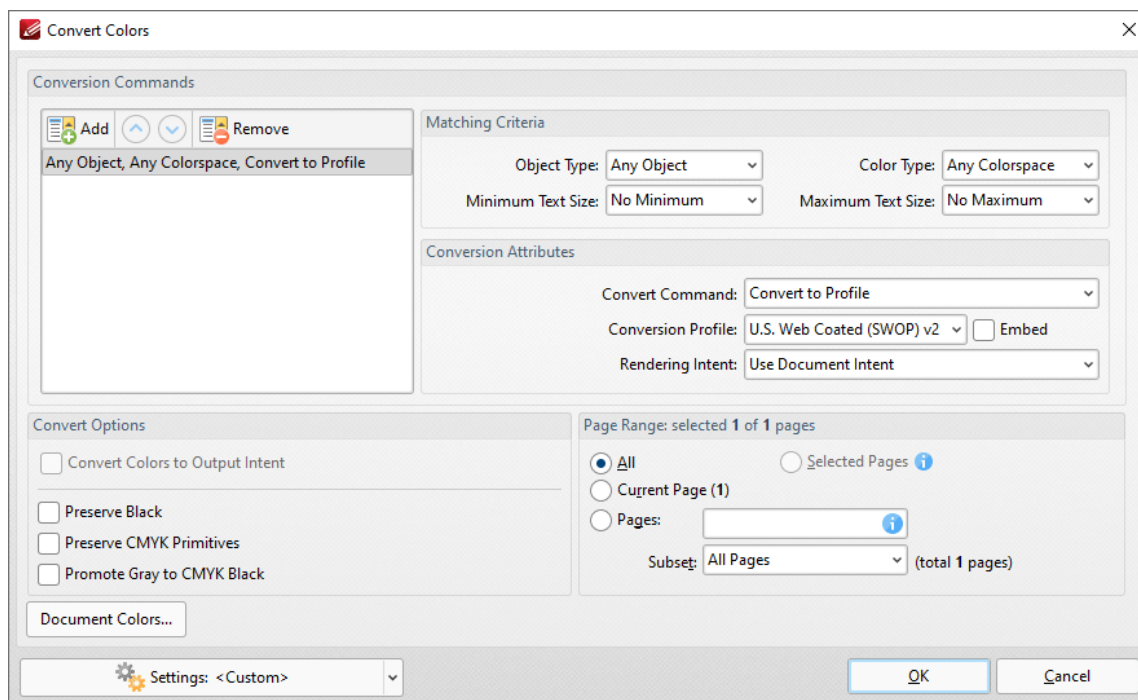 Convert Colors
Conversion Commands
Add
Remove
Any Object, Any Colorspace, Convert to Profile
Matching Criteria
Object Type: Any Object
Color Type: Any Colorspace
Minimum Text Size: No Minimum
Maximum Text Size: No Maximum
Conversion Attributes
Convert Command: Convert to Profile
Conversion Profile: U.S. Web Coated (SWOP) v2
Embed
Rendering Intent: Use Document Intent
Convert Options
Convert Colors to Output Intent
Preserve Black
Preserve CMYK Primitives
Promote Gray to CMYK Black
Page Range: selected 1 of 1 pages
All
Selected Pages
Current Page (1)
Pages:
Subset: All Pages (total 1 pages)
Document Colors...
Settings: <Custom>
OK
Cancel